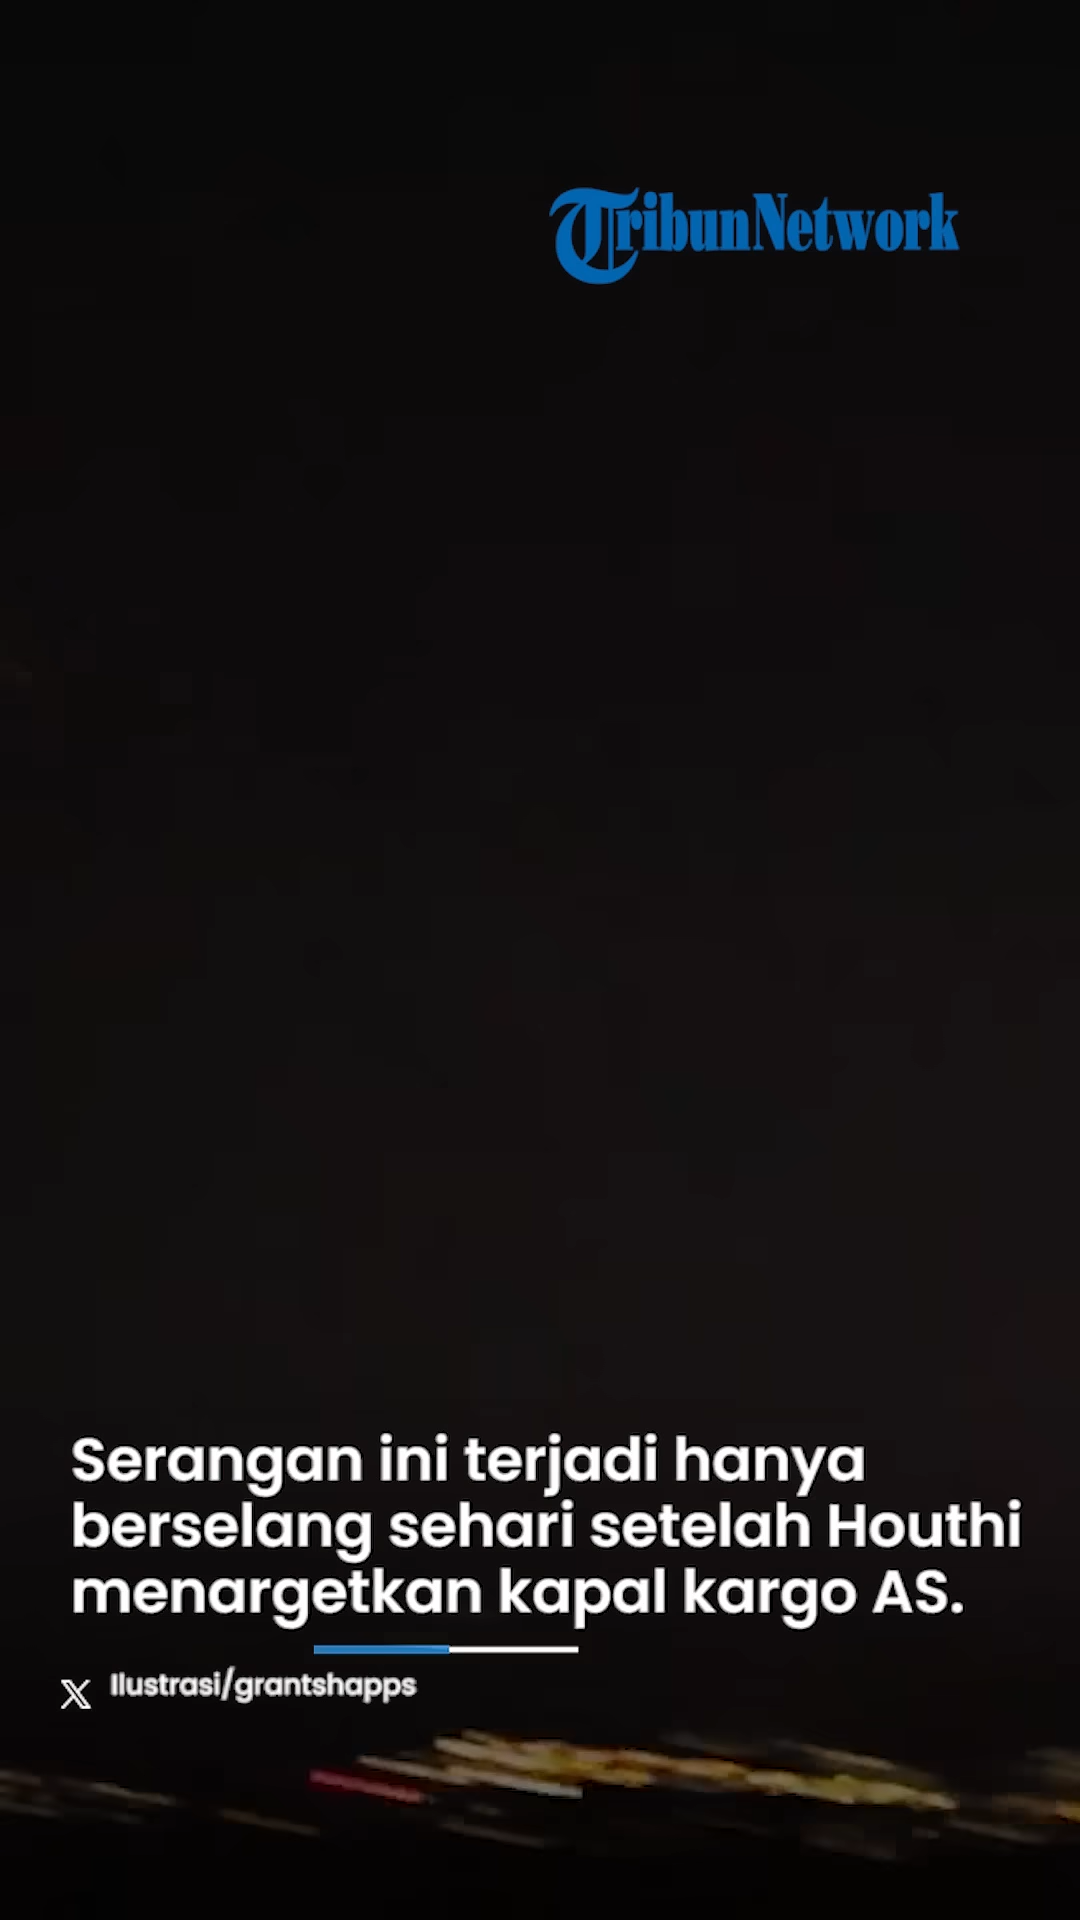 TribunNetwork
Serangan ini terjadi hanya
berselang sehari setelah Houthi
menargetkan kapal kargo AS.
X Ilustrasi/grantshapps